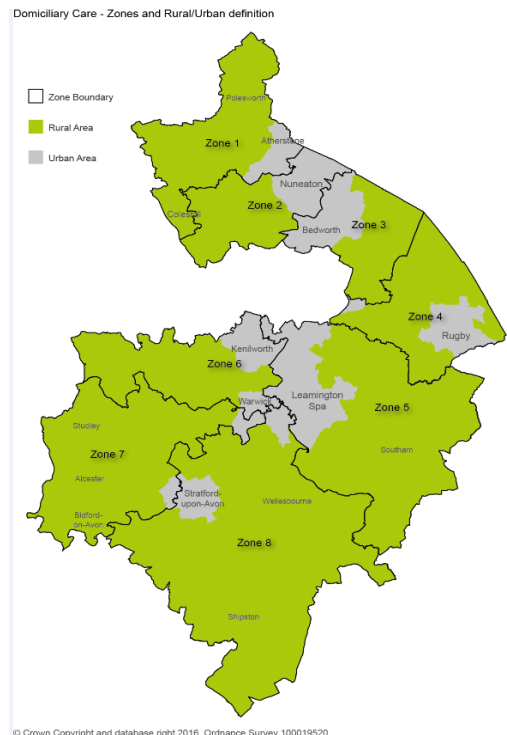 Domiciliary Care - Zones and Rural/Urban definition
Zone Boundary
Rural Area
Urban Area
Polesworth
Zone 1
Atherstone
Nuneaton
Zone 2
Coleshill
Bedworth
Zone 3
Zone 4
Rugby
Kenilworth
Zone 6
Warwick
Leamington
Spa
Zone 5
Studley
Zone 7
Southam
Alcester
Stratford-
upon-Avon
Wellesbourne
Bidford-
on-Avon
Zone 8
Shipston
© Crown Copyright and database right 2016. Ordnance Survey 100019520.